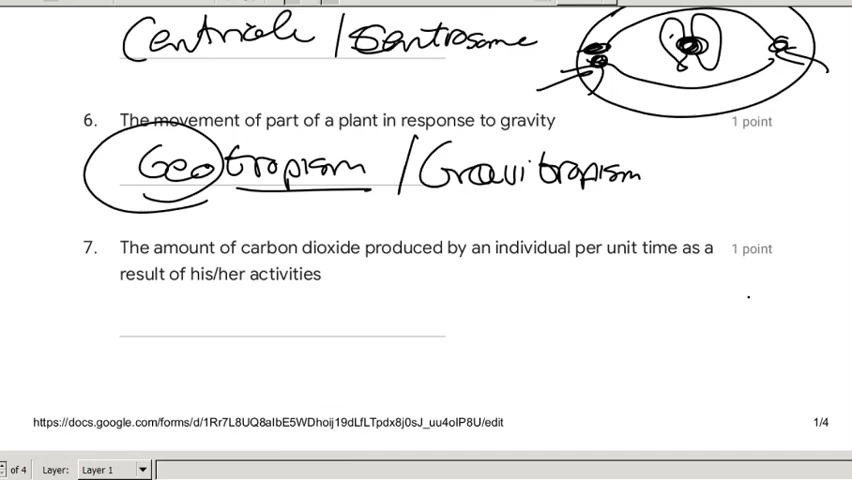 Centriole / Centrosome
6. The movement of part of a plant in response to gravity 1 point
Geotropism / Gravitropism
7. The amount of carbon dioxide produced by an individual per unit time as a 1 point
result of his/her activities
https://docs.google.com/forms/d/1Rr7L8UQ8aIbE5WDhoij19dLfLTpdx8j0sJ_uu4oIP8U/edit 1/4
of 4 Layer: Layer 1